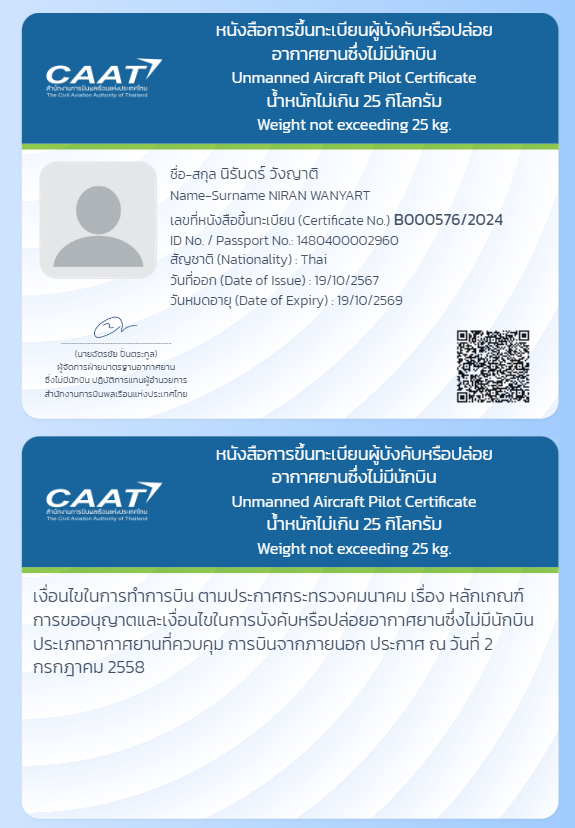 CAAT
สำนักงานการบินพลเรือนแห่งประเทศไทย
The Civil Aviation Authority of Thailand
หนังสือการขึ้นทะเบียนผู้บังคับหรือปล่อย
อากาศยานซึ่งไม่มีนักบิน
Unmanned Aircraft Pilot Certificate
น้ำหนักไม่เกิน 25 กิโลกรัม
Weight not exceeding 25 kg.
ชื่อ-สกุล นิรันดร์ วังญาติ
Name-Surname NIRAN WANYART
เลขที่หนังสือขึ้นทะเบียน (Certificate No.) B000576/2024
ID No. / Passport No.: 1480400002960
สัญชาติ (Nationality) : Thai
วันที่ออก (Date of Issue) : 19/10/2567
วันหมดอายุ (Date of Expiry) : 19/10/2569
(นายฉัตรชัย ปั่นตระกูล)
ผู้จัดการฝ่ายมาตรฐานอากาศยาน
ซึ่งไม่มีนักบิน ปฏิบัติการแทนผู้อำนวยการ
สำนักงานการบินพลเรือนแห่งประเทศไทย
CAAT
สำนักงานการบินพลเรือนแห่งประเทศไทย
The Civil Aviation Authority of Thailand
หนังสือการขึ้นทะเบียนผู้บังคับหรือปล่อย
อากาศยานซึ่งไม่มีนักบิน
Unmanned Aircraft Pilot Certificate
น้ำหนักไม่เกิน 25 กิโลกรัม
Weight not exceeding 25 kg.
เงื่อนไขในการทำการบิน ตามประกาศกระทรวงคมนาคม เรื่อง หลักเกณฑ์
การขออนุญาตและเงื่อนไขในการบังคับหรือปล่อยอากาศยานซึ่งไม่มีนักบิน
ประเภทอากาศยานที่ควบคุม การบินจากภายนอก ประกาศ ณ วันที่ 2
กรกฎาคม 2558